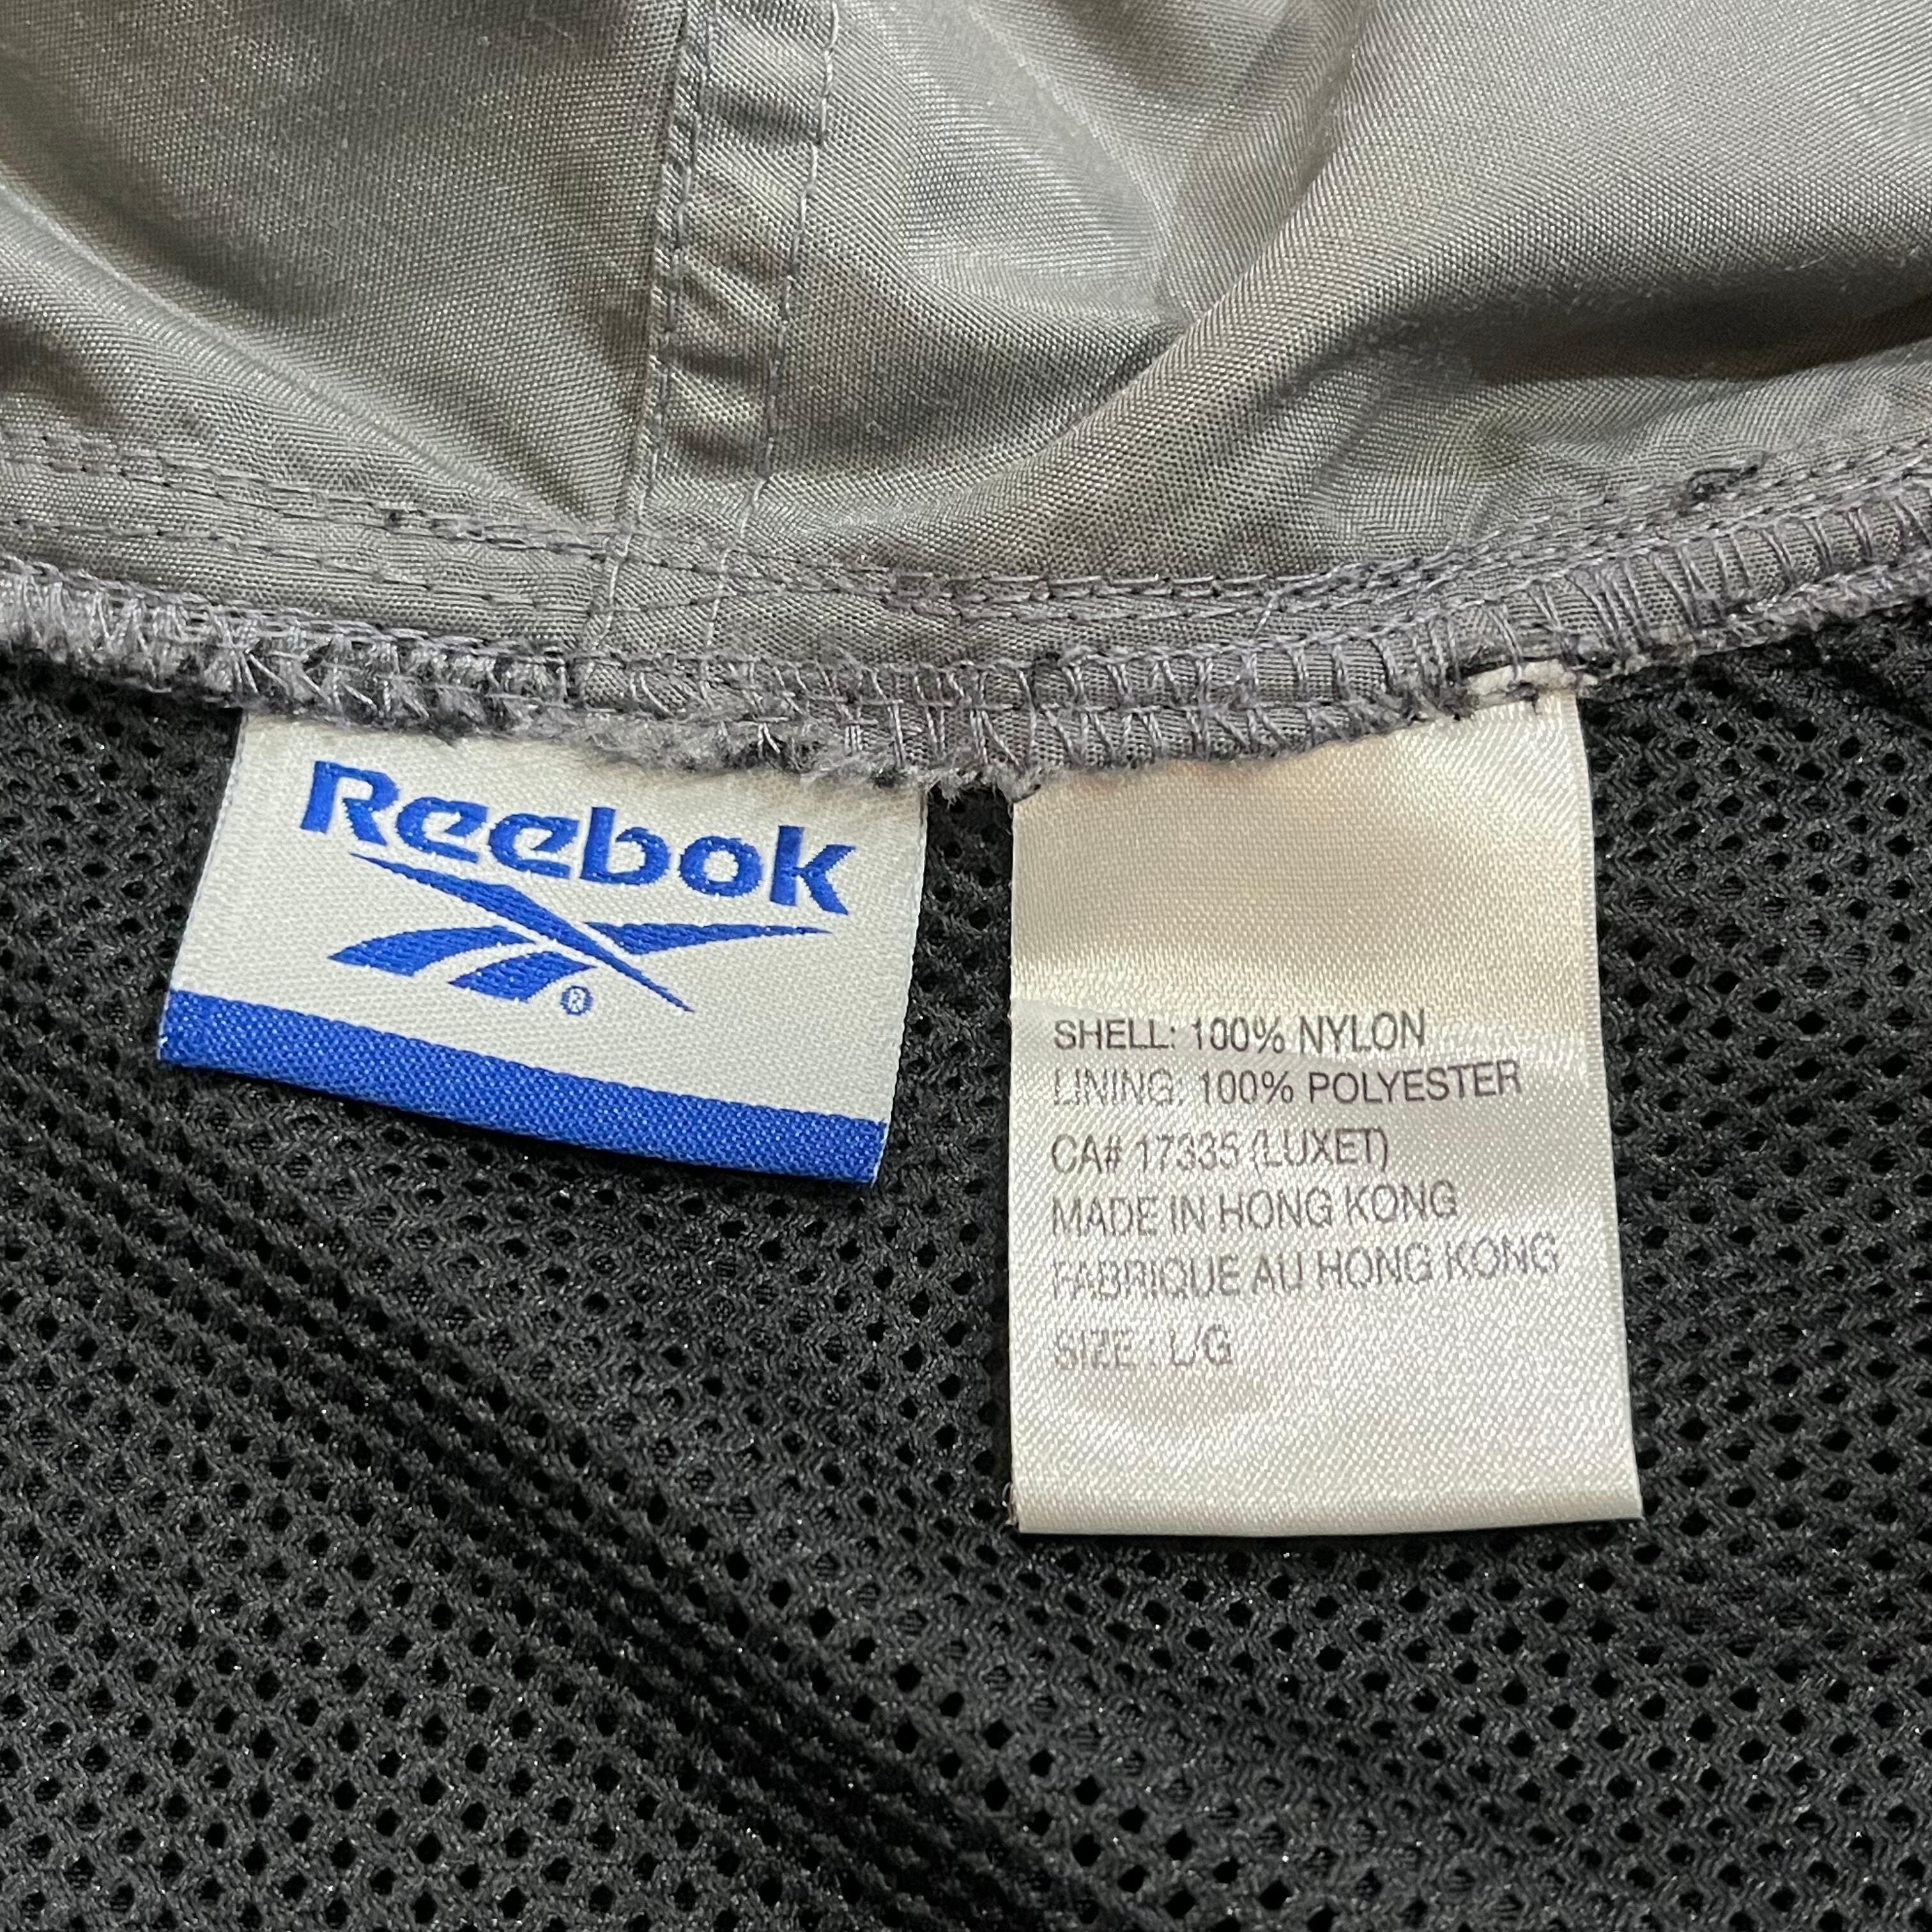 Reebok
®
SHELL: 100% NYLON
LINING: 100% POLYESTER
CA# 17335 (LUXET)
MADE IN HONG KONG
FABRIQUE AU HONG KONG
SIZE : L/G